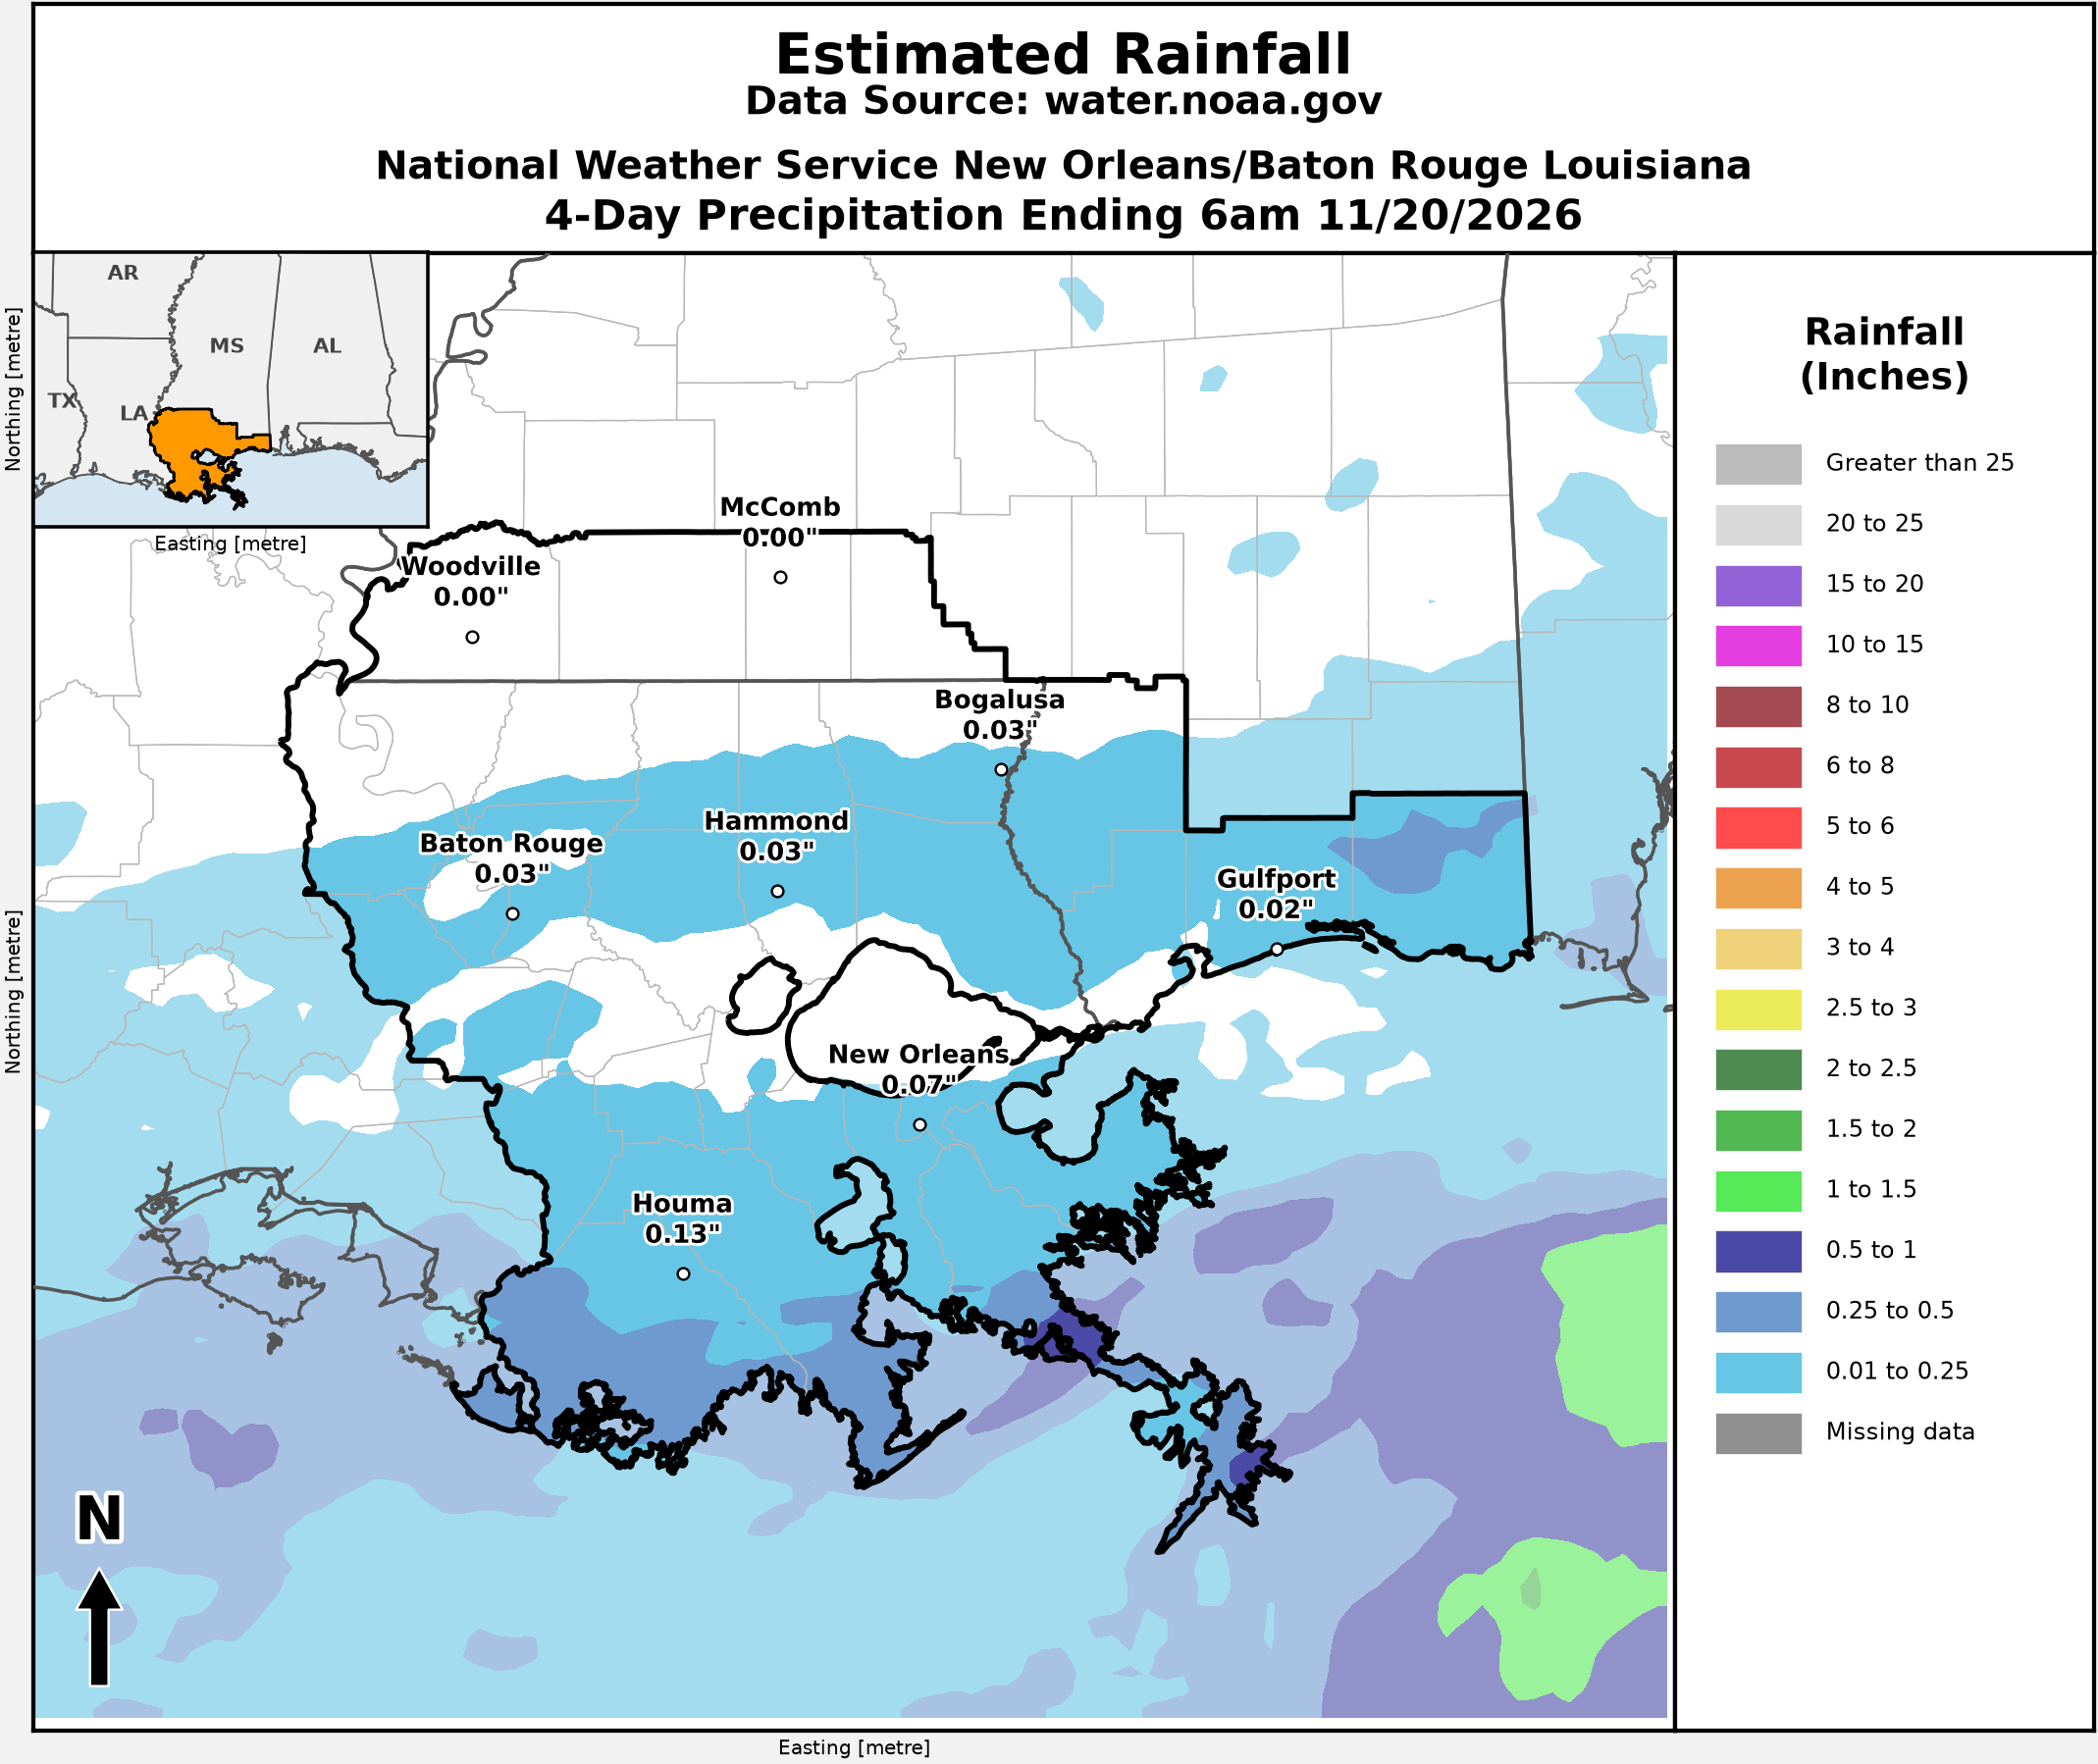 Estimated Rainfall
Data Source: water.noaa.gov
National Weather Service New Orleans/Baton Rouge Louisiana
4-Day Precipitation Ending 6am 11/20/2026
Northing [metre]
AR
MS
AL
TX
LA
Easting [metre]
McComb
0.00"
Woodville
0.00"
Bogalusa
0.03"
Hammond
0.03"
Baton Rouge
0.03"
Gulfport
0.02"
New Orleans
0.07"
Houma
0.13"
N
Northing [metre]
Easting [metre]
Rainfall
(Inches)
Greater than 25
20 to 25
15 to 20
10 to 15
8 to 10
6 to 8
5 to 6
4 to 5
3 to 4
2.5 to 3
2 to 2.5
1.5 to 2
1 to 1.5
0.5 to 1
0.25 to 0.5
0.01 to 0.25
Missing data